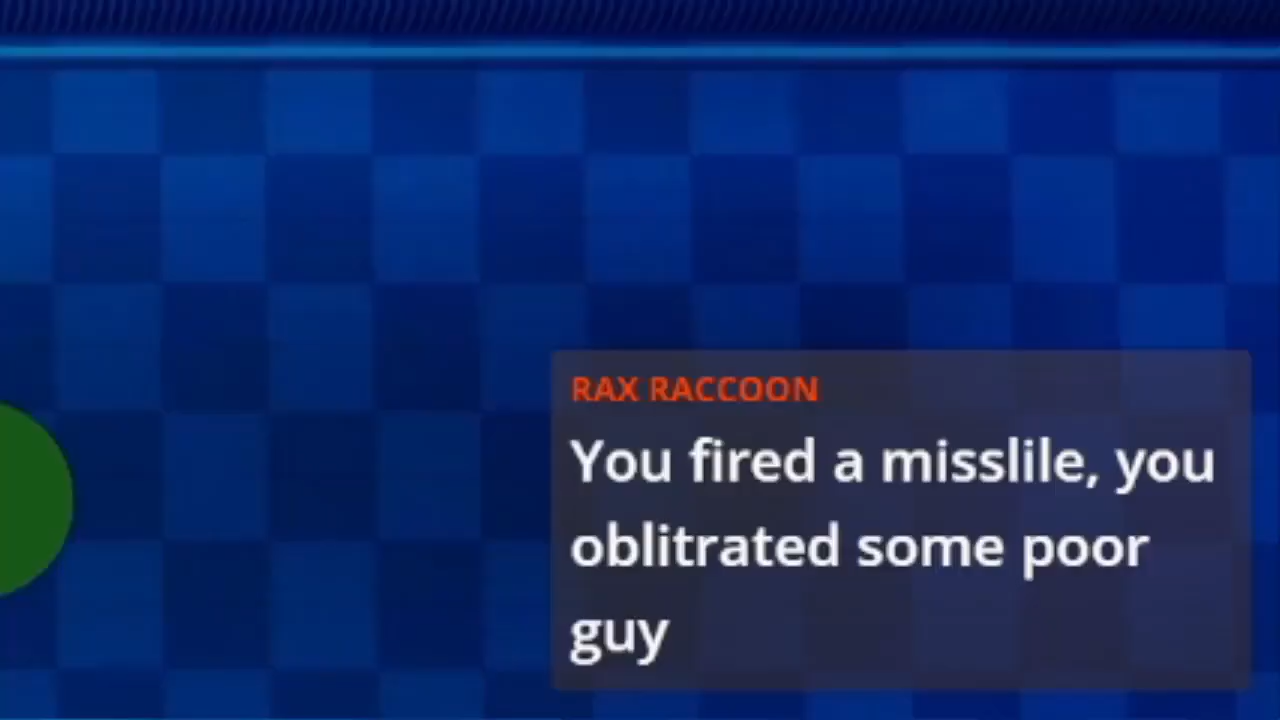 RAX RACCOON
You fired a misslile, you
oblitrated some poor
guy